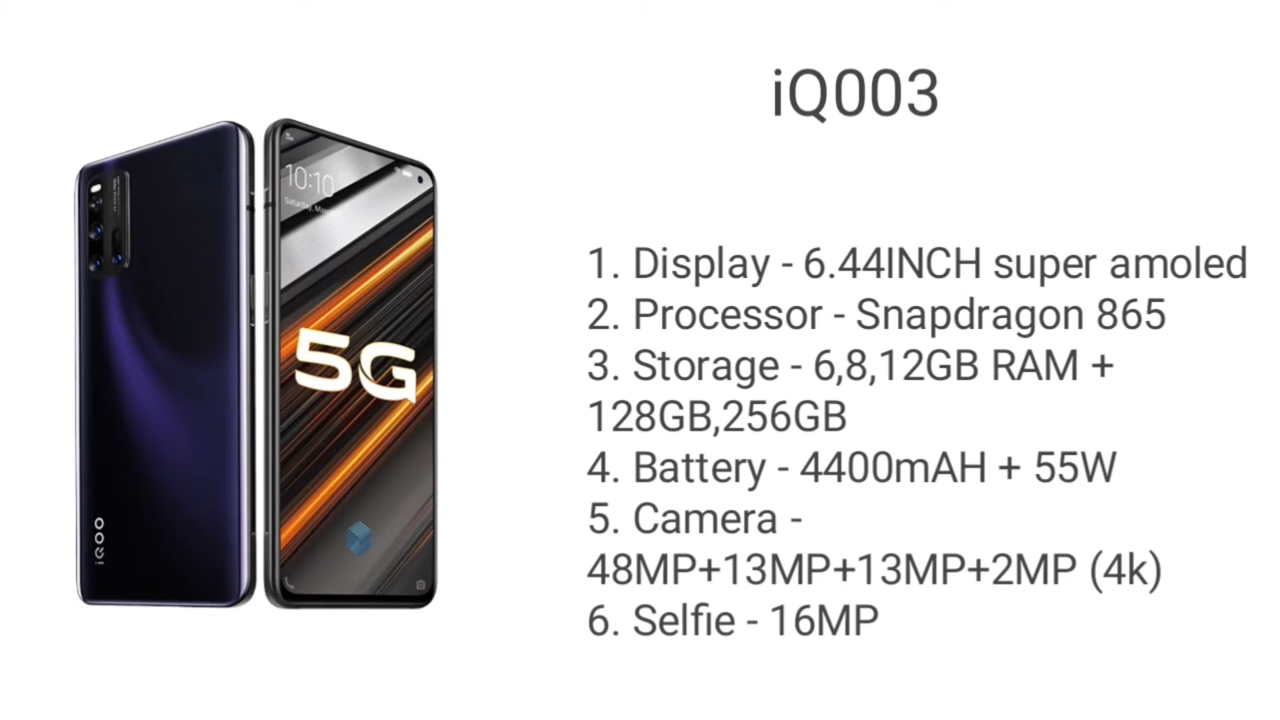 iQ003
1. Display - 6.44INCH super amoled
2. Processor - Snapdragon 865
3. Storage - 6,8,12GB RAM +
128GB,256GB
4. Battery - 4400mAH + 55W
5. Camera -
48MP+13MP+13MP+2MP (4k)
6. Selfie - 16MP
10:10
5G
iQOO